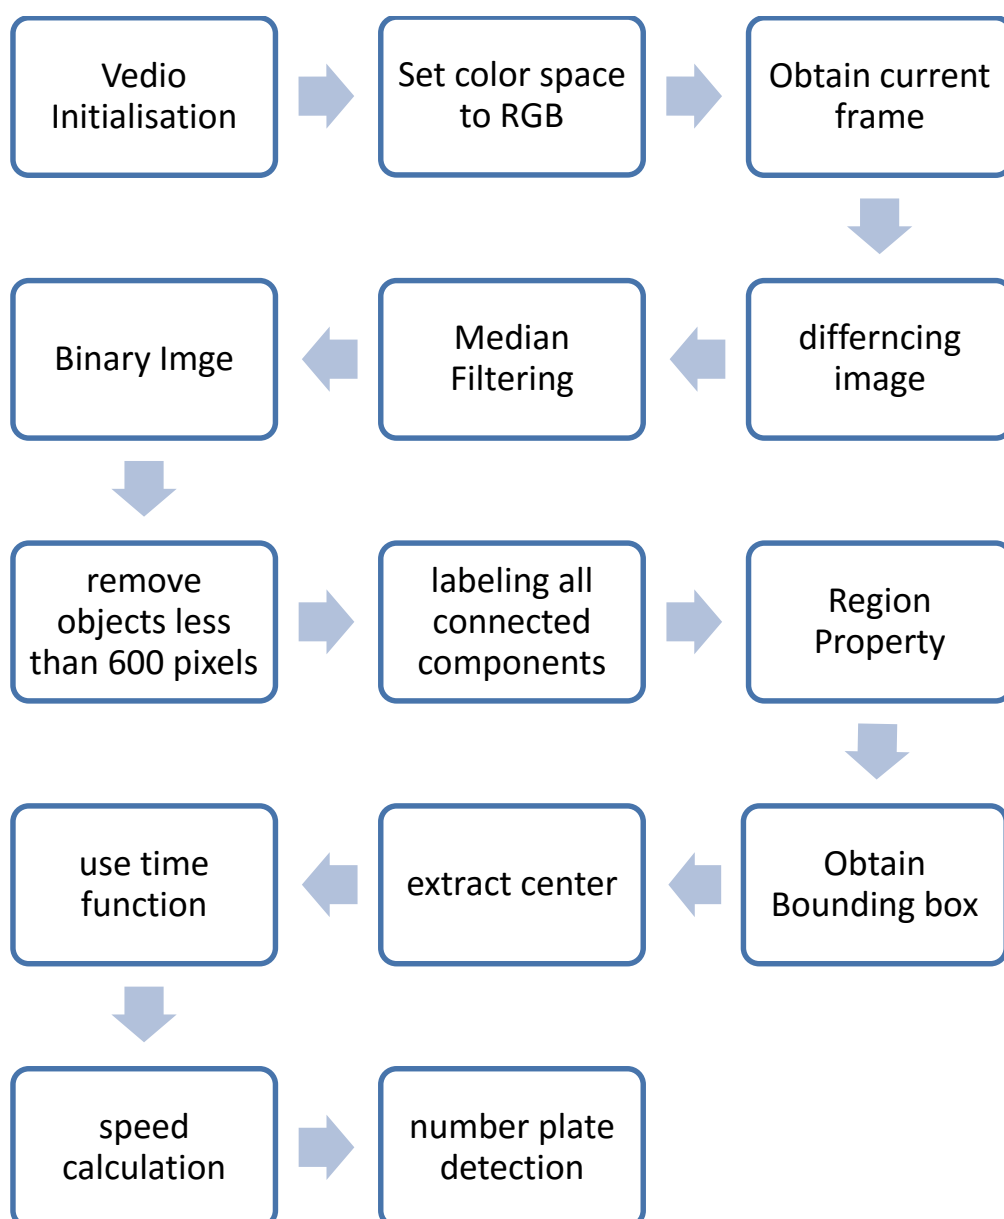 Vedio
Initialisation
Set color space
to RGB
Obtain current
frame
differncing
image
Median
Filtering
Binary Imge
remove
objects less
than 600 pixels
labeling all
connected
components
Region
Property
Obtain
Bounding box
extract center
use time
function
speed
calculation
number plate
detection